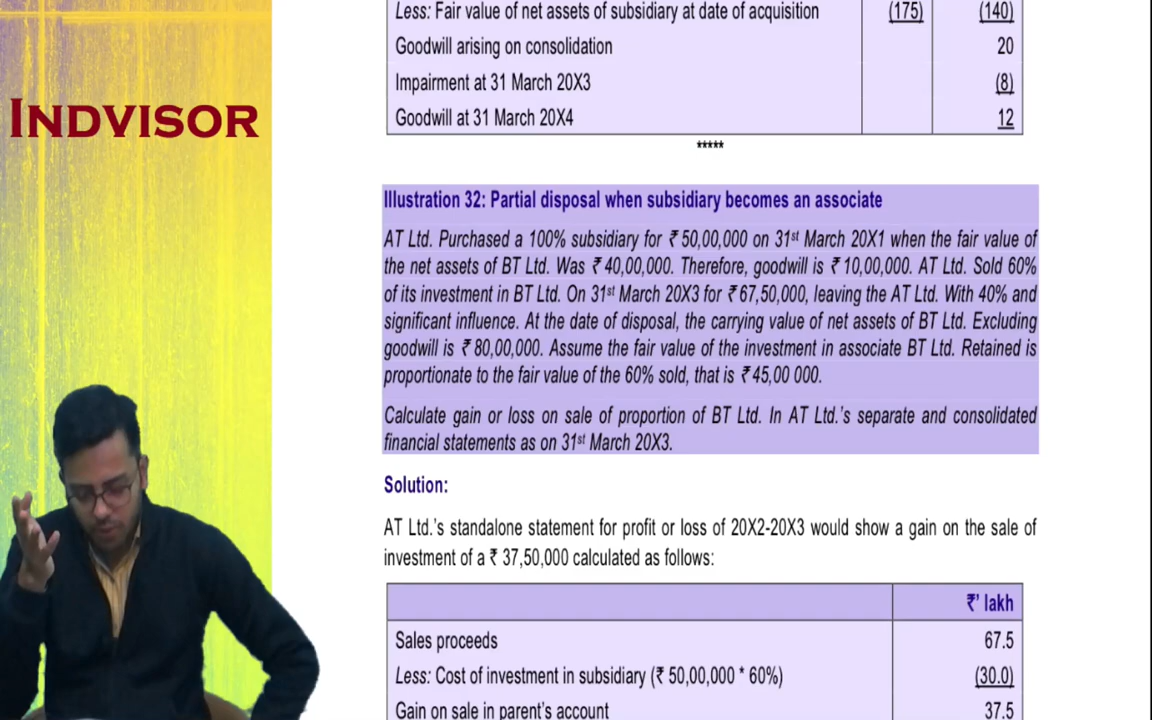 Less: Fair value of net assets of subsidiary at date of acquisition (175) (140)
Goodwill arising on consolidation 20
Impairment at 31 March 20X3 (8)
Goodwill at 31 March 20X4 12
*****
INDVISOR
Illustration 32: Partial disposal when subsidiary becomes an associate
AT Ltd. Purchased a 100% subsidiary for ₹ 50,00,000 on 31st March 20X1 when the fair value of
the net assets of BT Ltd. Was ₹ 40,00,000. Therefore, goodwill is ₹ 10,00,000. AT Ltd. Sold 60%
of its investment in BT Ltd. On 31st March 20X3 for ₹ 67,50,000, leaving the AT Ltd. With 40% and
significant influence. At the date of disposal, the carrying value of net assets of BT Ltd. Excluding
goodwill is ₹ 80,00,000. Assume the fair value of the investment in associate BT Ltd. Retained is
proportionate to the fair value of the 60% sold, that is ₹ 45,00 000.
Calculate gain or loss on sale of proportion of BT Ltd. In AT Ltd.'s separate and consolidated
financial statements as on 31st March 20X3.
Solution:
AT Ltd.'s standalone statement for profit or loss of 20X2-20X3 would show a gain on the sale of
investment of a ₹ 37,50,000 calculated as follows:
₹' lakh
Sales proceeds 67.5
Less: Cost of investment in subsidiary (₹ 50,00,000 * 60%) (30.0)
Gain on sale in parent's account 37.5